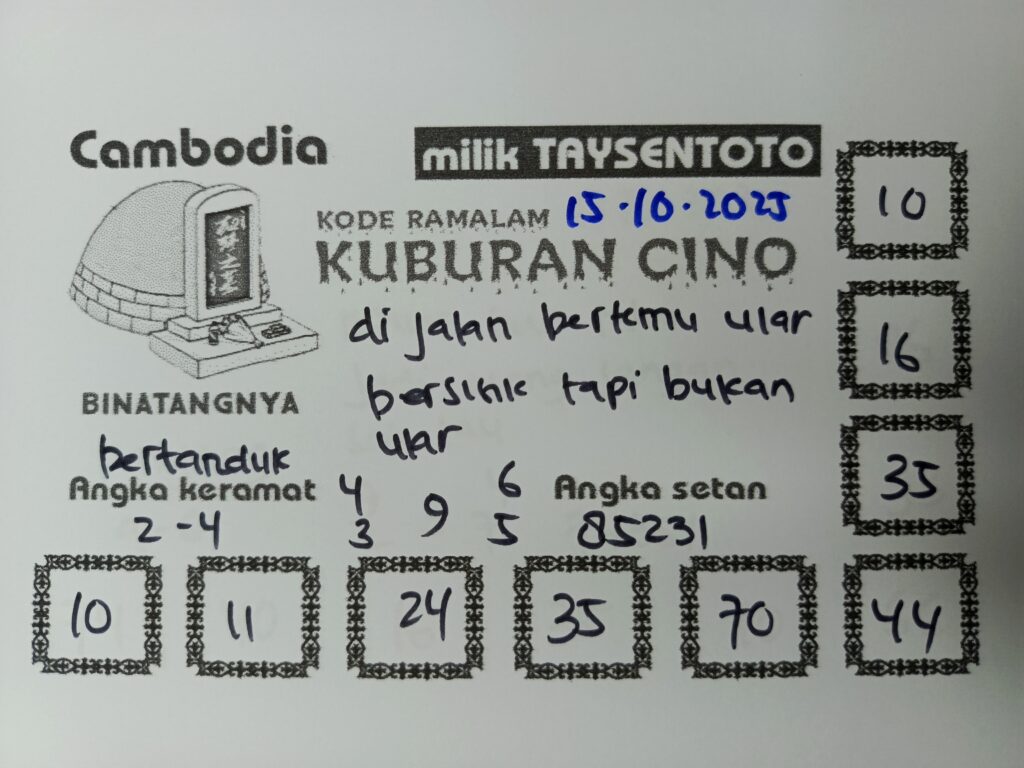 Cambodia
milik TAYSENTOTO
KODE RAMALAM 15.10.2025
KUBURAN CINO
di jalan bertemu ular
bersisik tapi bukan
ular
BINATANGNYA
bertanduk
Angka keramat
2 - 4
4 6
9
3 5
Angka setan
85231
10
16
35
10 11 24 35 70 44